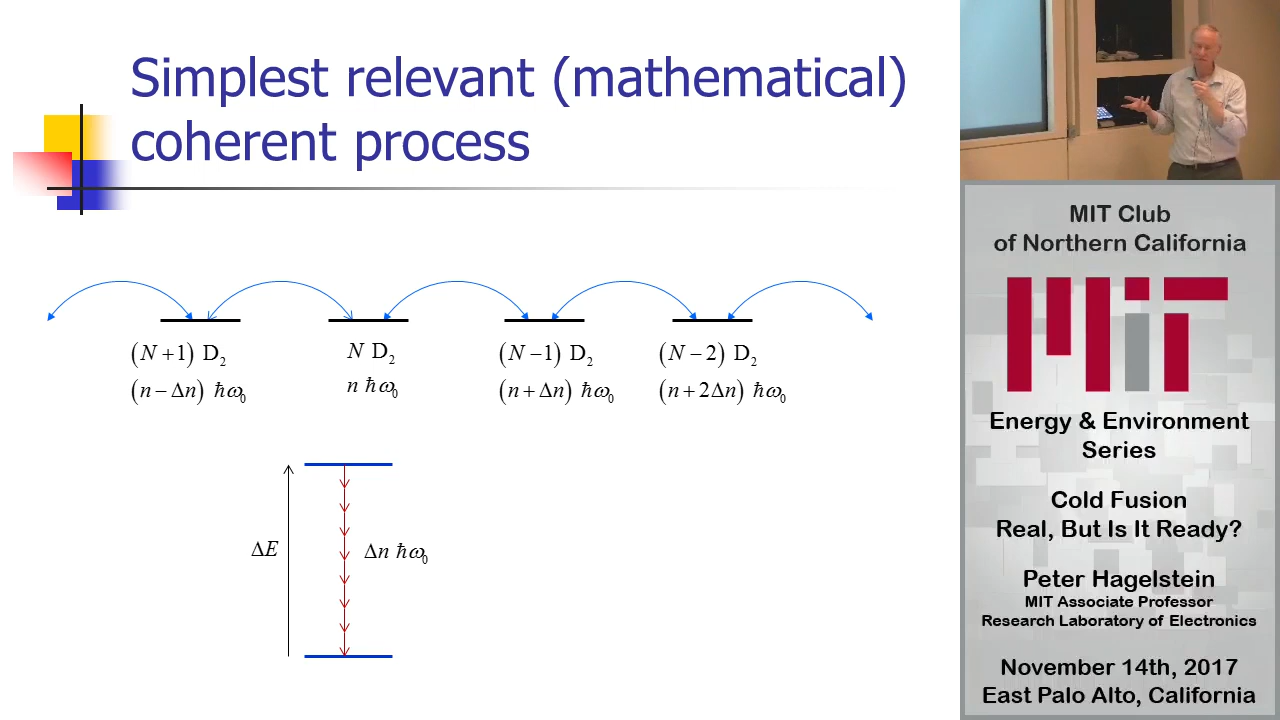 Simplest relevant (mathematical)
coherent process
(N+1) D₂
(n−Δn) ħω₀
N D₂
n ħω₀
(N−1) D₂
(n+Δn) ħω₀
(N−2) D₂
(n+2Δn) ħω₀
ΔE
Δn ħω₀
MIT Club
of Northern California
MIT
Energy & Environment
Series
Cold Fusion
Real, But Is It Ready?
Peter Hagelstein
MIT Associate Professor
Research Laboratory of Electronics
November 14th, 2017
East Palo Alto, California